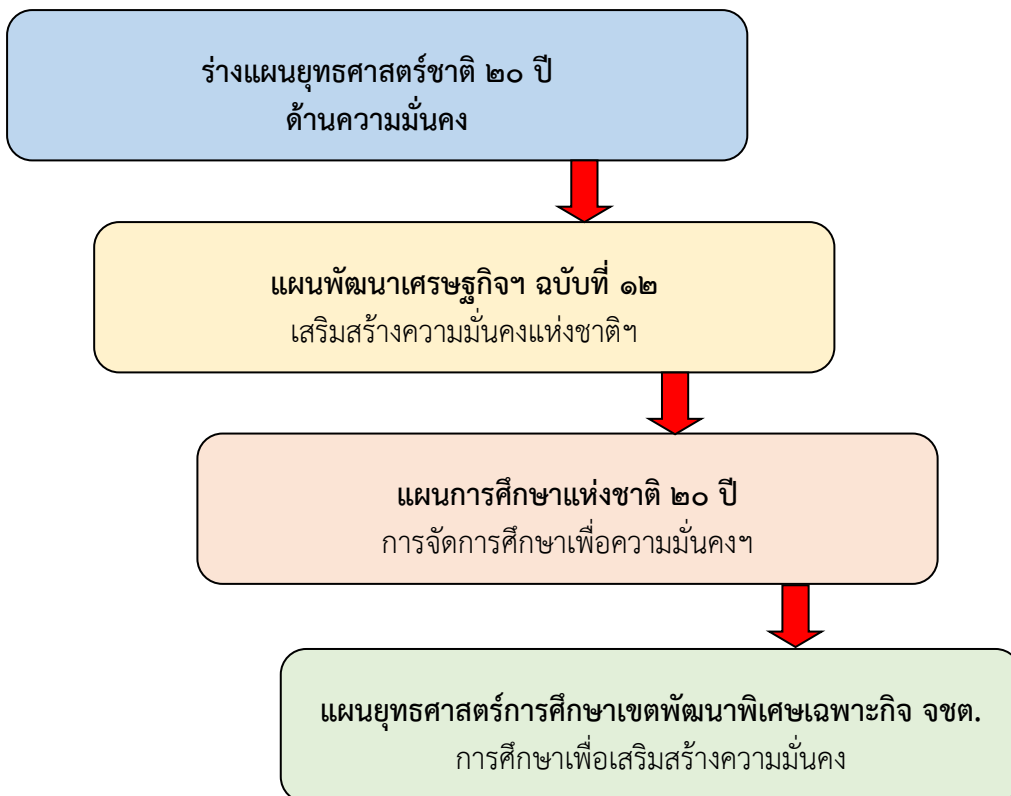 ร่างแผนยุทธศาสตร์ชาติ ๒๐ ปี
ด้านความมั่นคง
แผนพัฒนาเศรษฐกิจฯ ฉบับที่ ๑๒
เสริมสร้างความมั่นคงแห่งชาติฯ
แผนการศึกษาแห่งชาติ ๒๐ ปี
การจัดการศึกษาเพื่อความมั่นคงฯ
แผนยุทธศาสตร์การศึกษาเขตพัฒนาพิเศษเฉพาะกิจ จชต.
การศึกษาเพื่อเสริมสร้างความมั่นคง